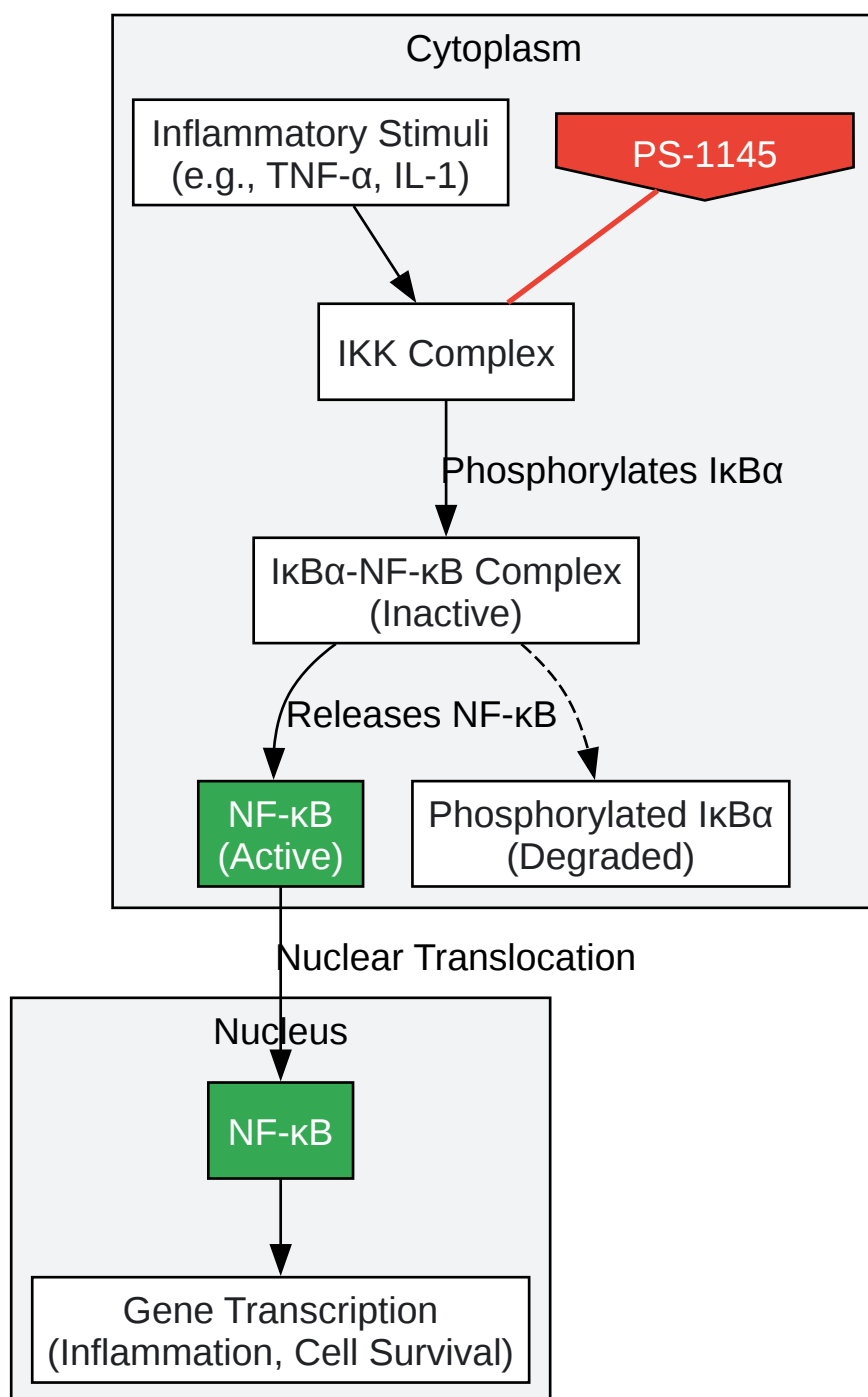 Cytoplasm
Inflammatory Stimuli
(e.g., TNF-α, IL-1)
PS-1145
IKK Complex
Phosphorylates IκBα
IκBα-NF-κB Complex
(Inactive)
Releases NF-κB
NF-κB
(Active)
Phosphorylated IκBα
(Degraded)
Nuclear Translocation
Nucleus
NF-κB
Gene Transcription
(Inflammation, Cell Survival)